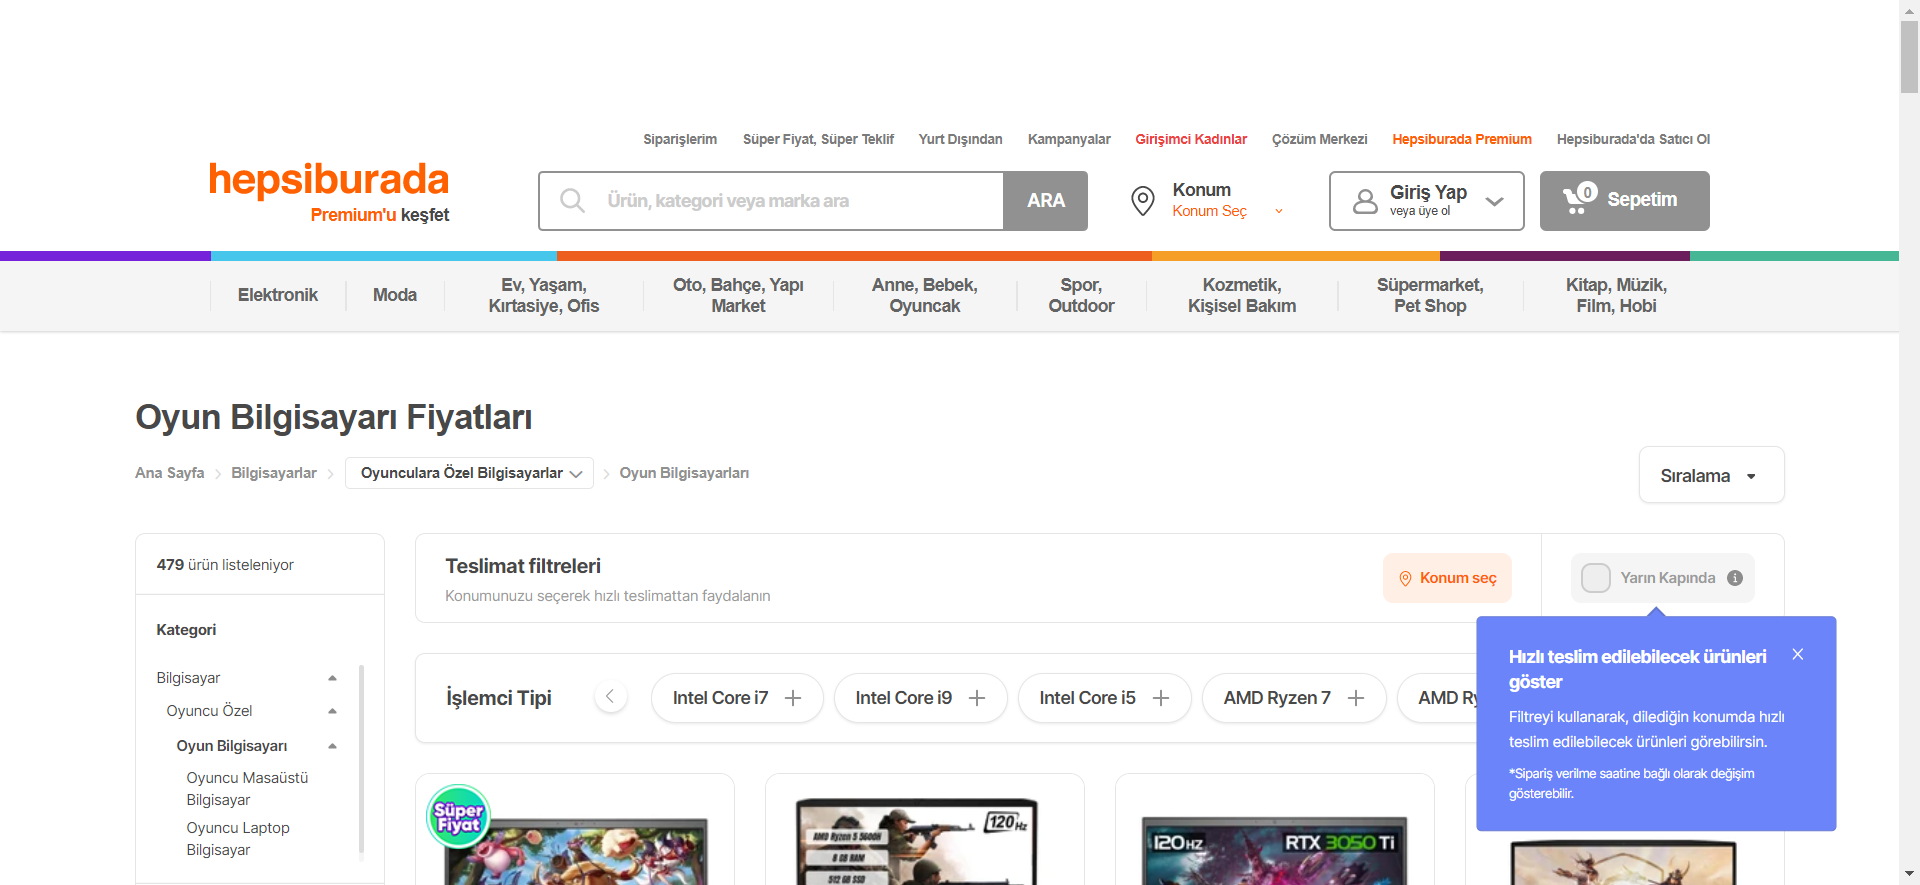 Siparişlerim Süper Fiyat, Süper Teklif Yurt Dışından Kampanyalar Girişimci Kadınlar Çözüm Merkezi Hepsiburada Premium Hepsiburada'da Satıcı Ol
hepsiburada
Premium'u keşfet
Ürün, kategori veya marka ara
ARA
Konum
Konum Seç
Giriş Yap
veya üye ol
0
Sepetim
Elektronik
Moda
Ev, Yaşam,
Kırtasiye, Ofis
Oto, Bahçe, Yapı
Market
Anne, Bebek,
Oyuncak
Spor,
Outdoor
Kozmetik,
Kişisel Bakım
Süpermarket,
Pet Shop
Kitap, Müzik,
Film, Hobi
Oyun Bilgisayarı Fiyatları
Ana Sayfa Bilgisayarlar Oyunculara Özel Bilgisayarlar Oyun Bilgisayarları
Sıralama
479 ürün listeleniyor
Kategori
Bilgisayar
Oyuncu Özel
Oyun Bilgisayarı
Oyuncu Masaüstü
Bilgisayar
Oyuncu Laptop
Bilgisayar
Teslimat filtreleri
Konumunuzu seçerek hızlı teslimattan faydalanın
Konum seç
Yarın Kapında
Hızlı teslim edilebilecek ürünleri
göster
Filtreyi kullanarak, dilediğin konumda hızlı
teslim edilebilecek ürünleri görebilirsin.
*Sipariş verilme saatine bağlı olarak değişim
gösterebilir.
İşlemci Tipi
Intel Core i7
Intel Core i9
Intel Core i5
AMD Ryzen 7
AMD Ry
Süper
Fiyat
AMD Ryzen 5 5600H
8 GB RAM
512 GB SSD
120Hz
120HZ
RTX 3050 Ti